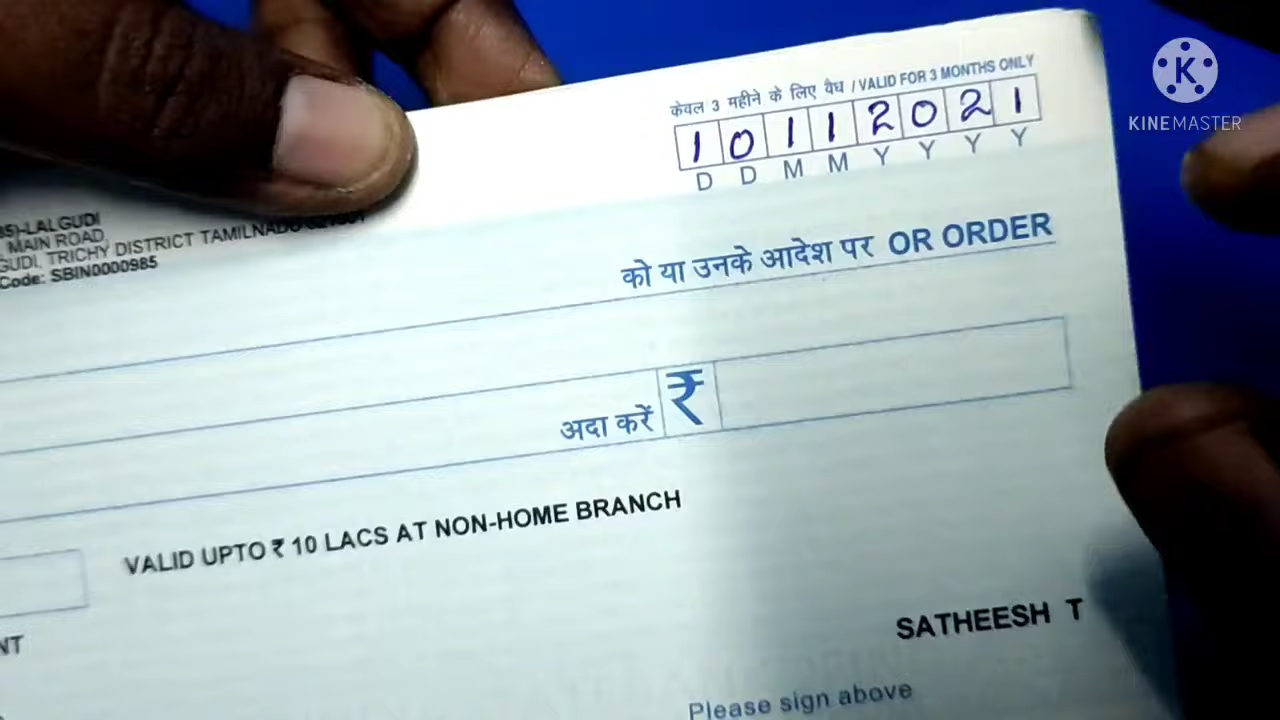 केवल 3 महीने के लिए वैध / VALID FOR 3 MONTHS ONLY
1 0 1 1 2 0 2 1
D D M M Y Y Y Y
KINEMASTER
LALGUDI
MAIN ROAD,
GUDI, TRICHY DISTRICT TAMILNADU
Code: SBIN0000985
को या उनके आदेश पर OR ORDER
अदा करें ₹
VALID UPTO ₹ 10 LACS AT NON-HOME BRANCH
SATHEESH T
Please sign above